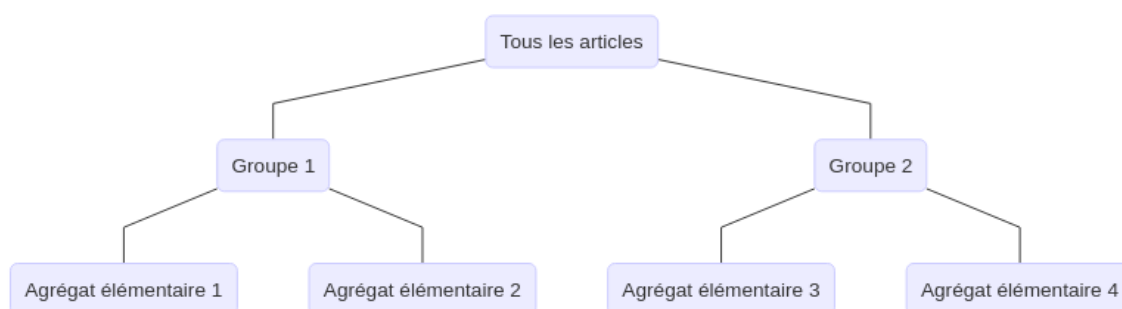 Tous les articles
Groupe 1
Groupe 2
Agrégat élémentaire 1
Agrégat élémentaire 2
Agrégat élémentaire 3
Agrégat élémentaire 4